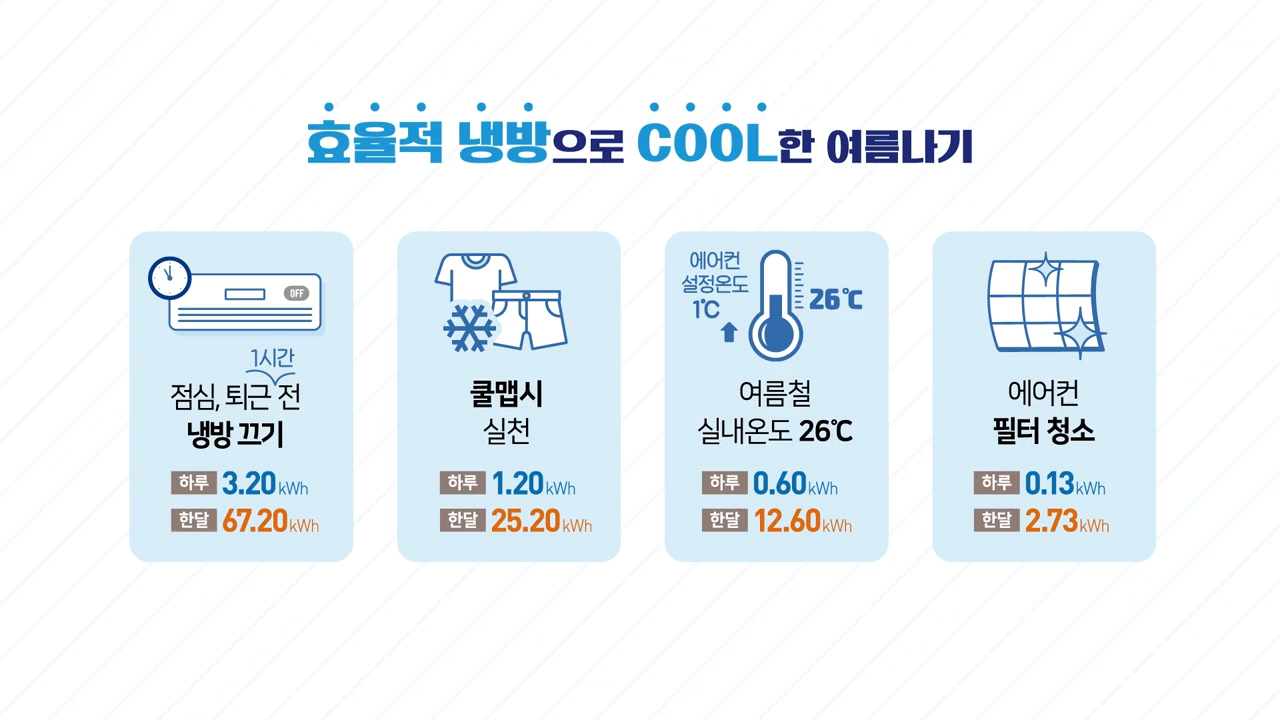 효율적 냉방으로 COOL한 여름나기
OFF
1시간
점심, 퇴근 전
냉방 끄기
하루 3.20kWh
한달 67.20kWh
쿨맵시
실천
하루 1.20kWh
한달 25.20kWh
에어컨
설정온도
1℃
26℃
여름철
실내온도 26℃
하루 0.60kWh
한달 12.60kWh
에어컨
필터 청소
하루 0.13kWh
한달 2.73kWh